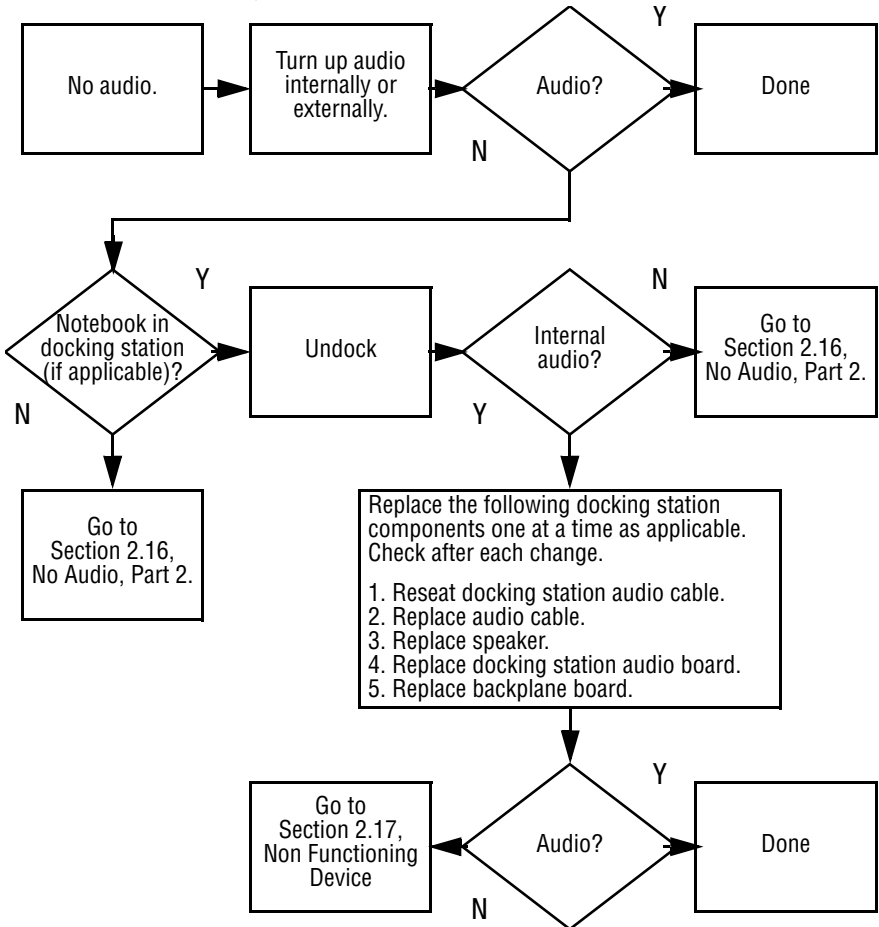 No audio.
Turn up audio
internally or
externally.
Audio?
Y
Done
N
Notebook in
docking station
(if applicable)?
Y
Undock
Internal
audio?
N
Go to
Section 2.16,
No Audio, Part 2.
N
Y
Go to
Section 2.16,
No Audio, Part 2.
Replace the following docking station
components one at a time as applicable.
Check after each change.
1. Reseat docking station audio cable.
2. Replace audio cable.
3. Replace speaker.
4. Replace docking station audio board.
5. Replace backplane board.
Go to
Section 2.17,
Non Functioning
Device
Audio?
Y
Done
N